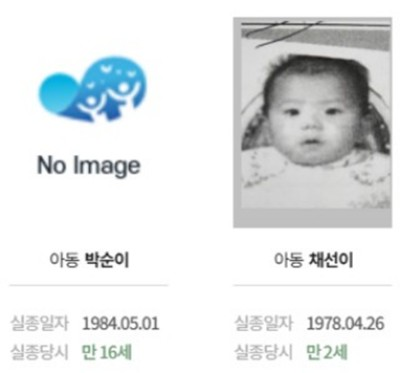 No Image
아동 박순이
실종일자 1984.05.01
실종당시 만 16세
아동 채선이
실종일자 1978.04.26
실종당시 만 2세